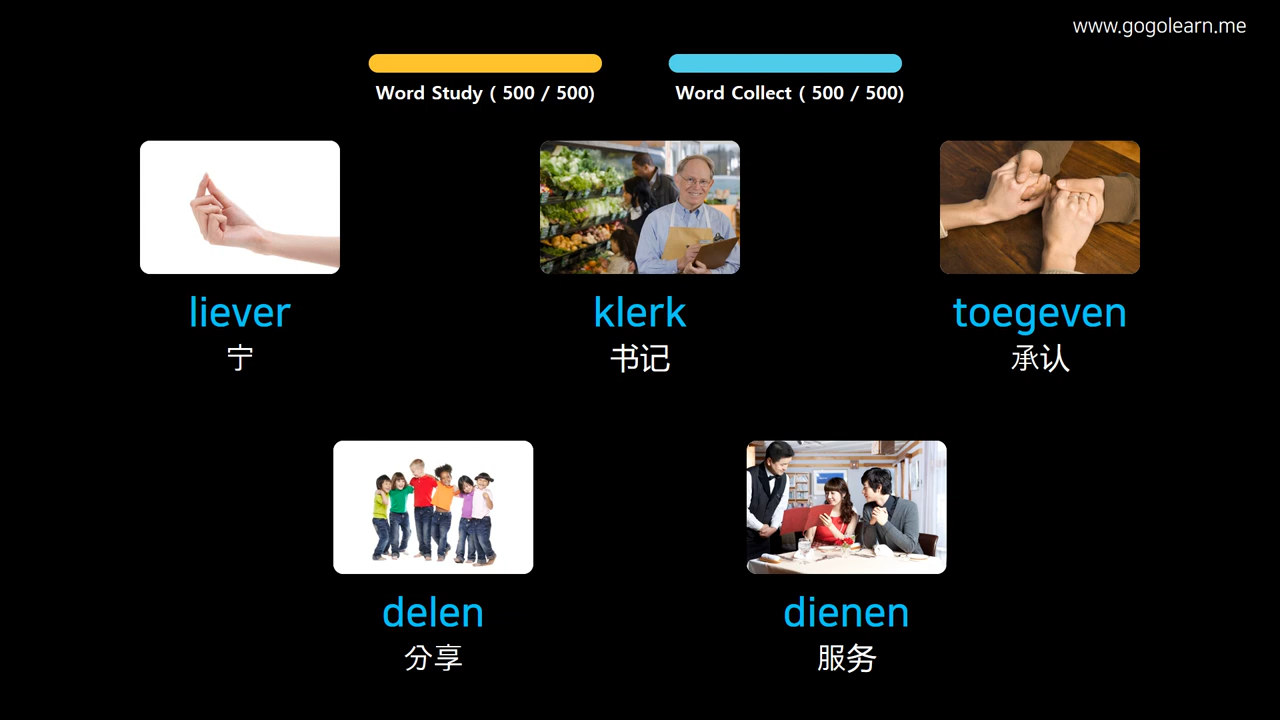 www.gogolearn.me
Word Study ( 500 / 500)
Word Collect ( 500 / 500)
liever
宁
klerk
书记
toegeven
承认
delen
分享
dienen
服务